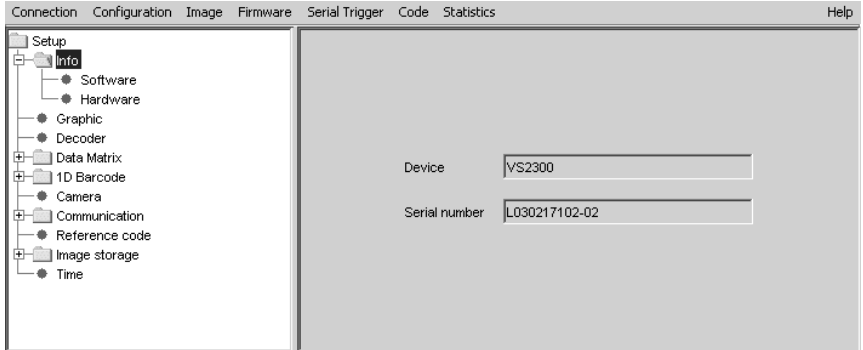 Connection Configuration Image Firmware Serial Trigger Code Statistics Help
Setup
Info
Software
Hardware
Graphic
Decoder
Data Matrix
1D Barcode
Camera
Communication
Reference code
Image storage
Time
Device VS2300
Serial number L030217102-02